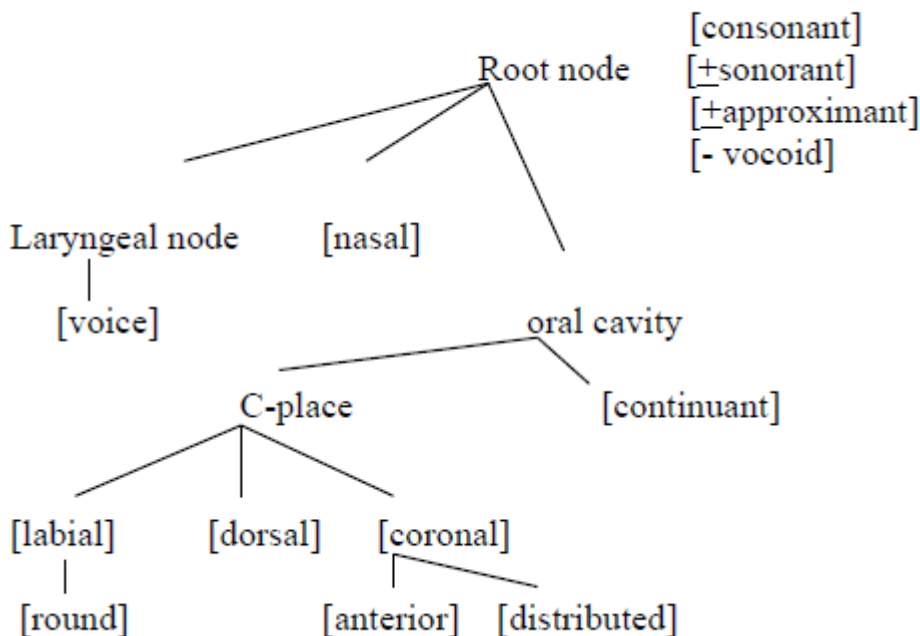 [consonant]
Root node [±sonorant]
[±approximant]
[- vocoid]
Laryngeal node [nasal]
[voice] oral cavity
C-place [continuant]
[labial] [dorsal] [coronal]
[round] [anterior] [distributed]